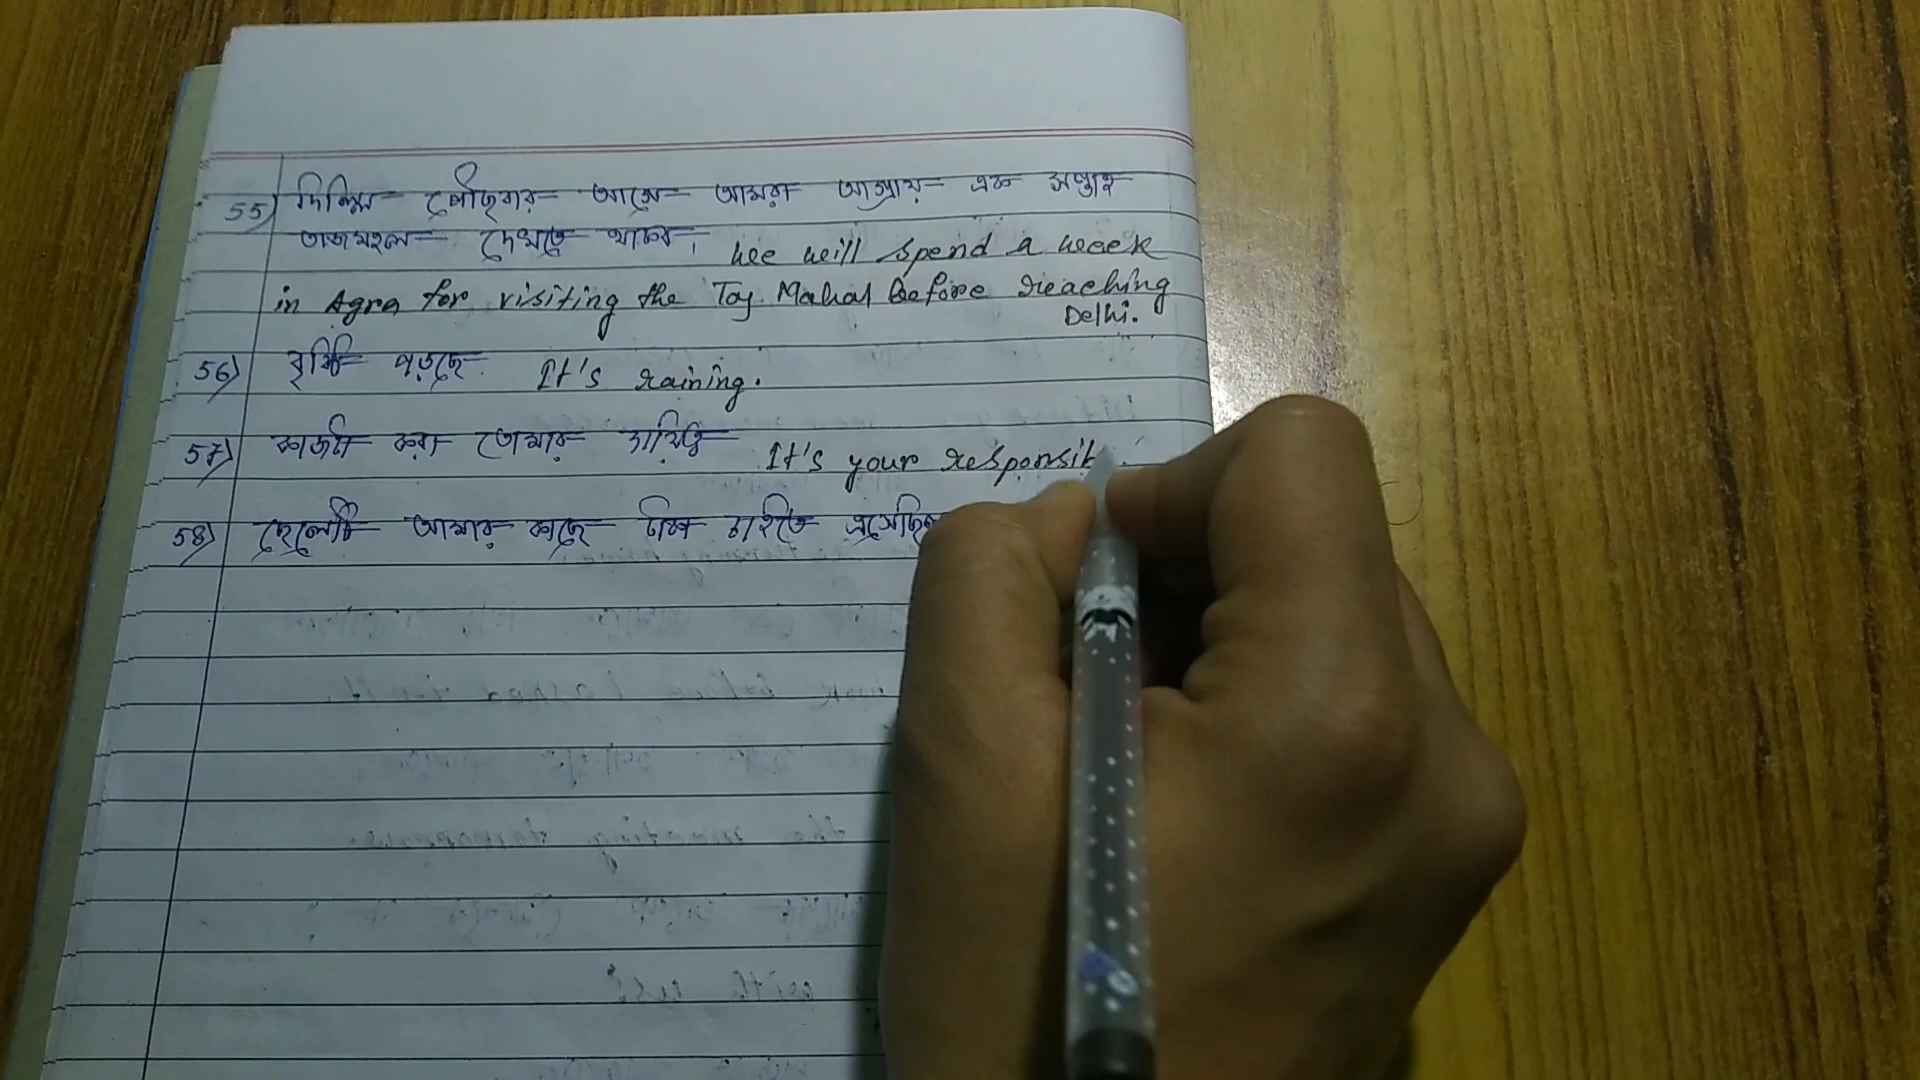 55) দিল্লি পৌঁছবার আগে আমরা আগ্রায় এক সপ্তাহ
তাজমহল দেখতে থাকব। We will spend a week
in Agra for visiting the Taj Mahal before reaching
Delhi.
56) বৃষ্টি পড়ছে It's raining.
57) কাজটা করা তোমার দায়িত্ব It's your responsib
58) ছেলেটি আমার কাছে টাকা চাইতে এসেছিল